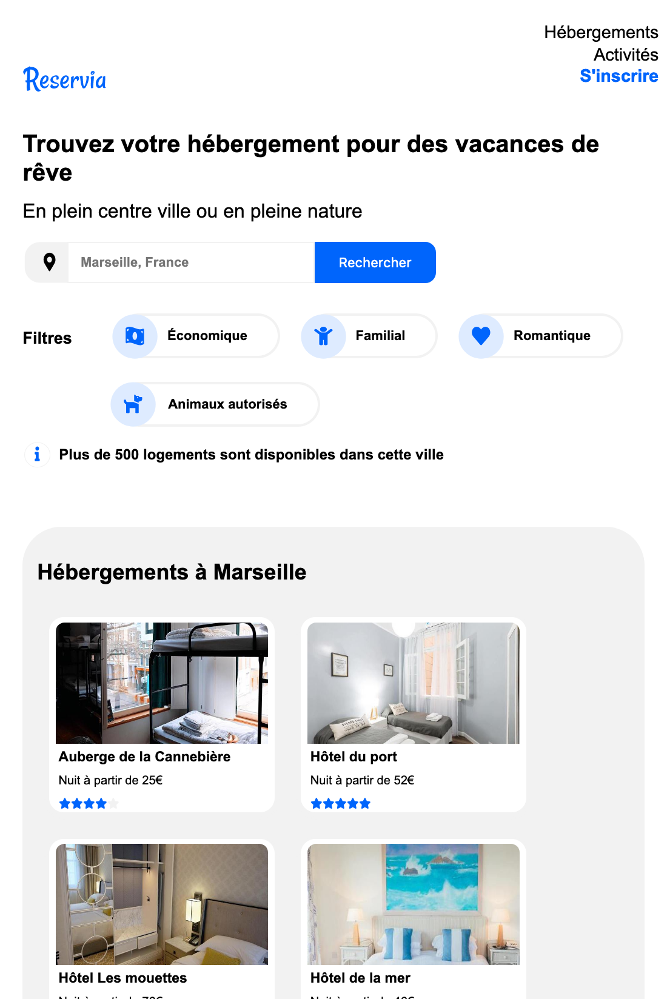 Hébergements
Activités
S'inscrire
Reservia
Trouvez votre hébergement pour des vacances de
rêve
En plein centre ville ou en pleine nature
Marseille, France
Rechercher
Filtres
Économique
Familial
Romantique
Animaux autorisés
Plus de 500 logements sont disponibles dans cette ville
Hébergements à Marseille
Auberge de la Cannebière
Nuit à partir de 25€
Hôtel du port
Nuit à partir de 52€
Hôtel Les mouettes
Hôtel de la mer